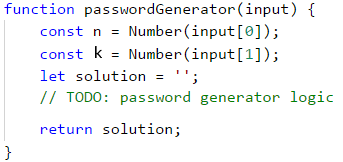 function passwordGenerator(input) {
    const n = Number(input[0]);
    const k = Number(input[1]);
    let solution = '';
    // TODO: password generator logic
    return solution;
}